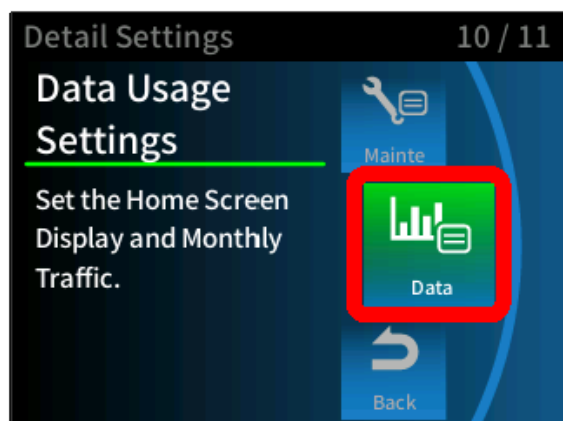 Detail Settings 10 / 11
Data Usage
Settings
Set the Home Screen
Display and Monthly
Traffic.
Mainte
Data
Back